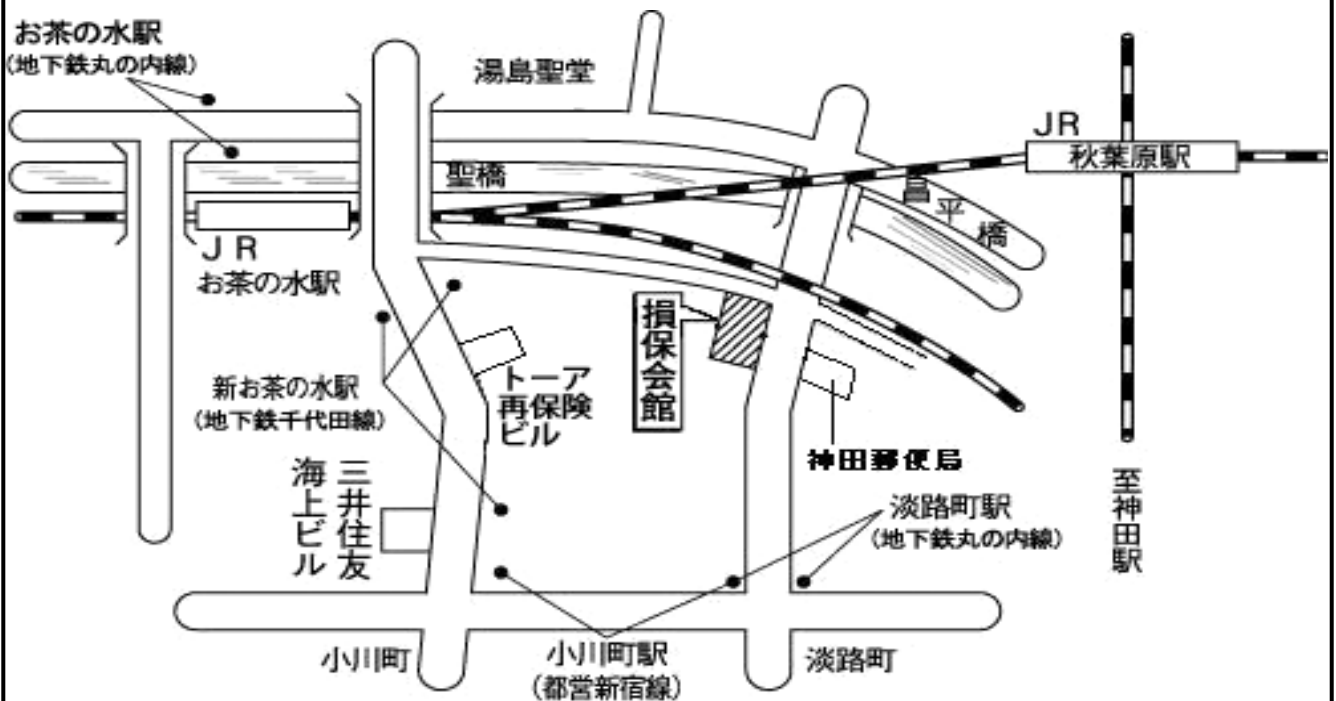 お茶の水駅
(地下鉄丸の内線)
湯島聖堂
JR
秋葉原駅
聖橋
昌平橋
JR
お茶の水駅
損保会館
新お茶の水駅
(地下鉄千代田線)
トーア
再保険
ビル
神田郵便局
三井住友
海上ビル
淡路町駅
(地下鉄丸の内線)
至神田駅
小川町
小川町駅
(都営新宿線)
淡路町